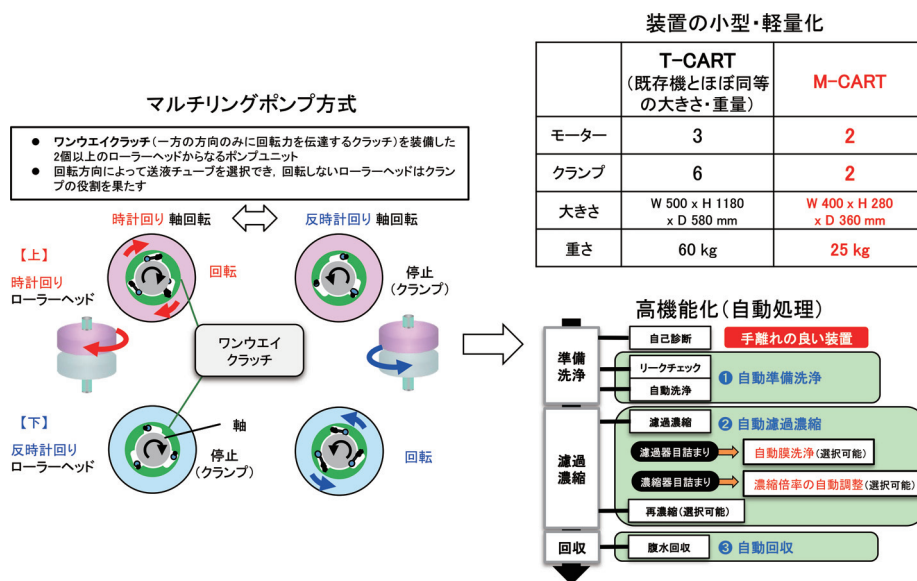 マルチリングポンプ方式
● ワンウエイクラッチ(一方の方向のみに回転力を伝達するクラッチ)を装備した
2個以上のローラーヘッドからなるポンプユニット
● 回転方向によって送液チューブを選択でき,回転しないローラーヘッドはクラン
プの役割を果たす
時計回り 軸回転
反時計回り 軸回転
【上】
時計回り
ローラーヘッド
回転
停止
(クランプ)
ワンウエイ
クラッチ
【下】
反時計回り
ローラーヘッド
軸
停止
(クランプ)
回転
装置の小型・軽量化
T-CART
(既存機とほぼ同等
の大きさ・重量)
M-CART
モーター 3 2
クランプ 6 2
大きさ
W 500 x H 1180
x D 580 mm
W 400 x H 280
x D 360 mm
重さ 60 kg 25 kg
高機能化(自動処理)
準備
洗浄
自己診断
手離れの良い装置
リークチェック
自動洗浄
❶ 自動準備洗浄
濾過
濃縮
濾過濃縮
❷ 自動濾過濃縮
濾過器目詰まり
自動膜洗浄(選択可能)
濃縮器目詰まり
濃縮倍率の自動調整(選択可能)
再濃縮(選択可能)
回収
腹水回収
❸ 自動回収